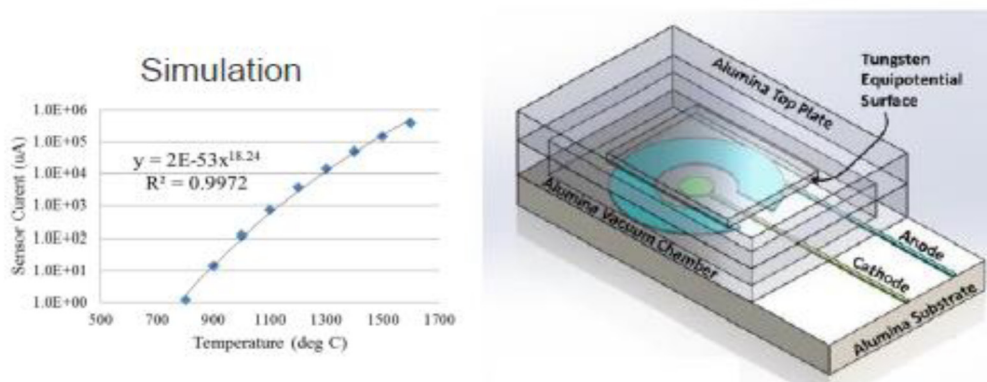 Simulation
1.0E+06
1.0E+05
1.0E+04
1.0E+03
1.0E+02
1.0E+01
1.0E+00
Sensor Curent (uA)
y = 2E-53x^18.24
R² = 0.9972
500
700
900
1100
1300
1500
1700
Temperature (deg C)
Tungsten
Equipotential
Surface
Alumina Top Plate
Alumina Vacuum Chamber
Anode
Cathode
Alumina Substrate